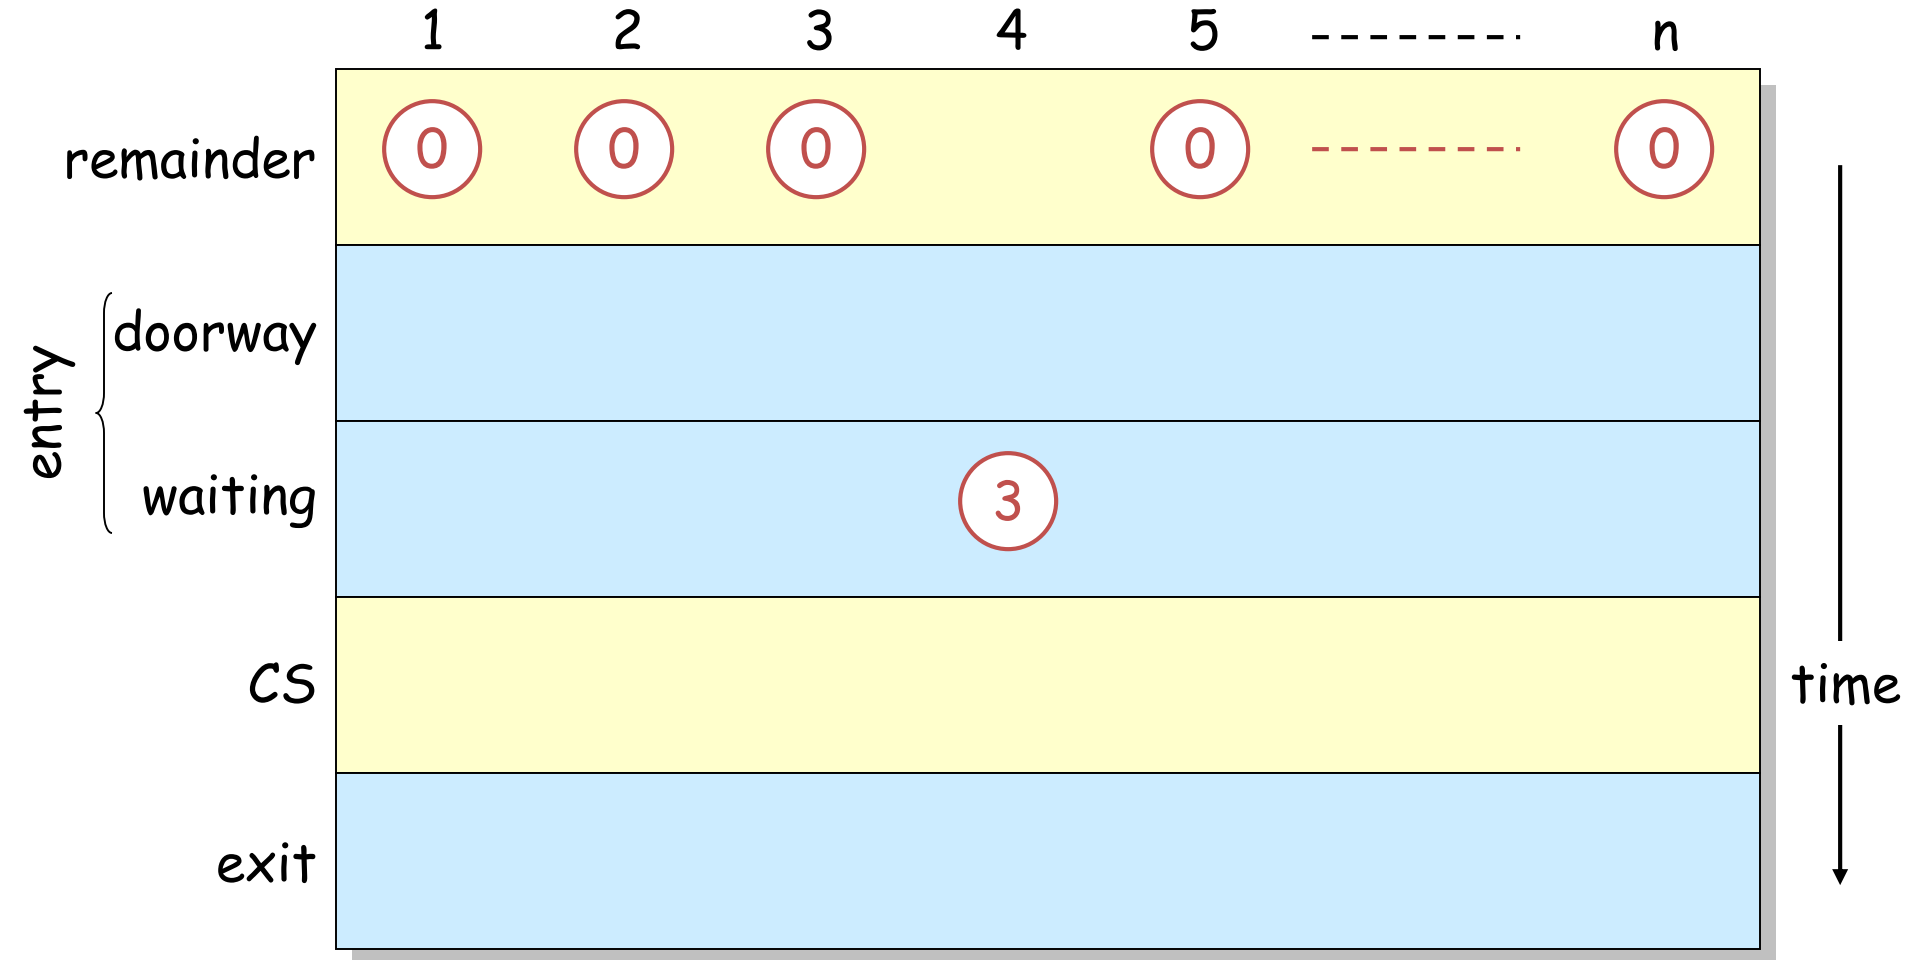 1 2 3 4 5 n
remainder 0 0 0 0 0
entry
doorway
waiting 3
CS
time
exit